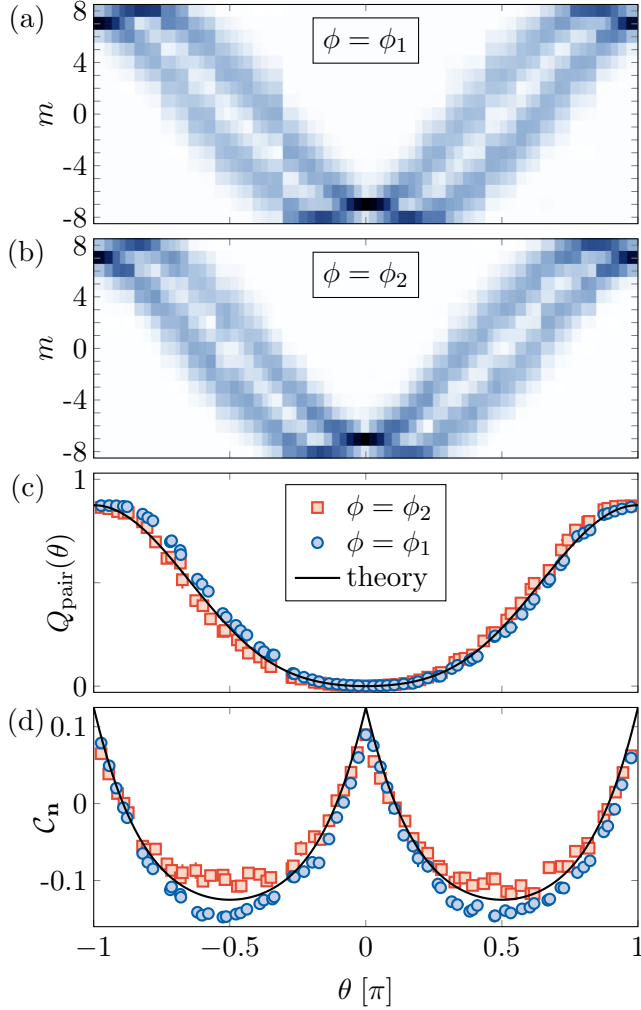 (a)
8
4
0
-4
-8
m
ϕ = ϕ₁
(b)
8
4
0
-4
-8
m
ϕ = ϕ₂
(c)
1
0
Q_pair(θ)
ϕ = ϕ₂
ϕ = ϕ₁
theory
(d)
0.1
0
-0.1
𝒞_n
−1 −0.5 0 0.5 1
θ [π]